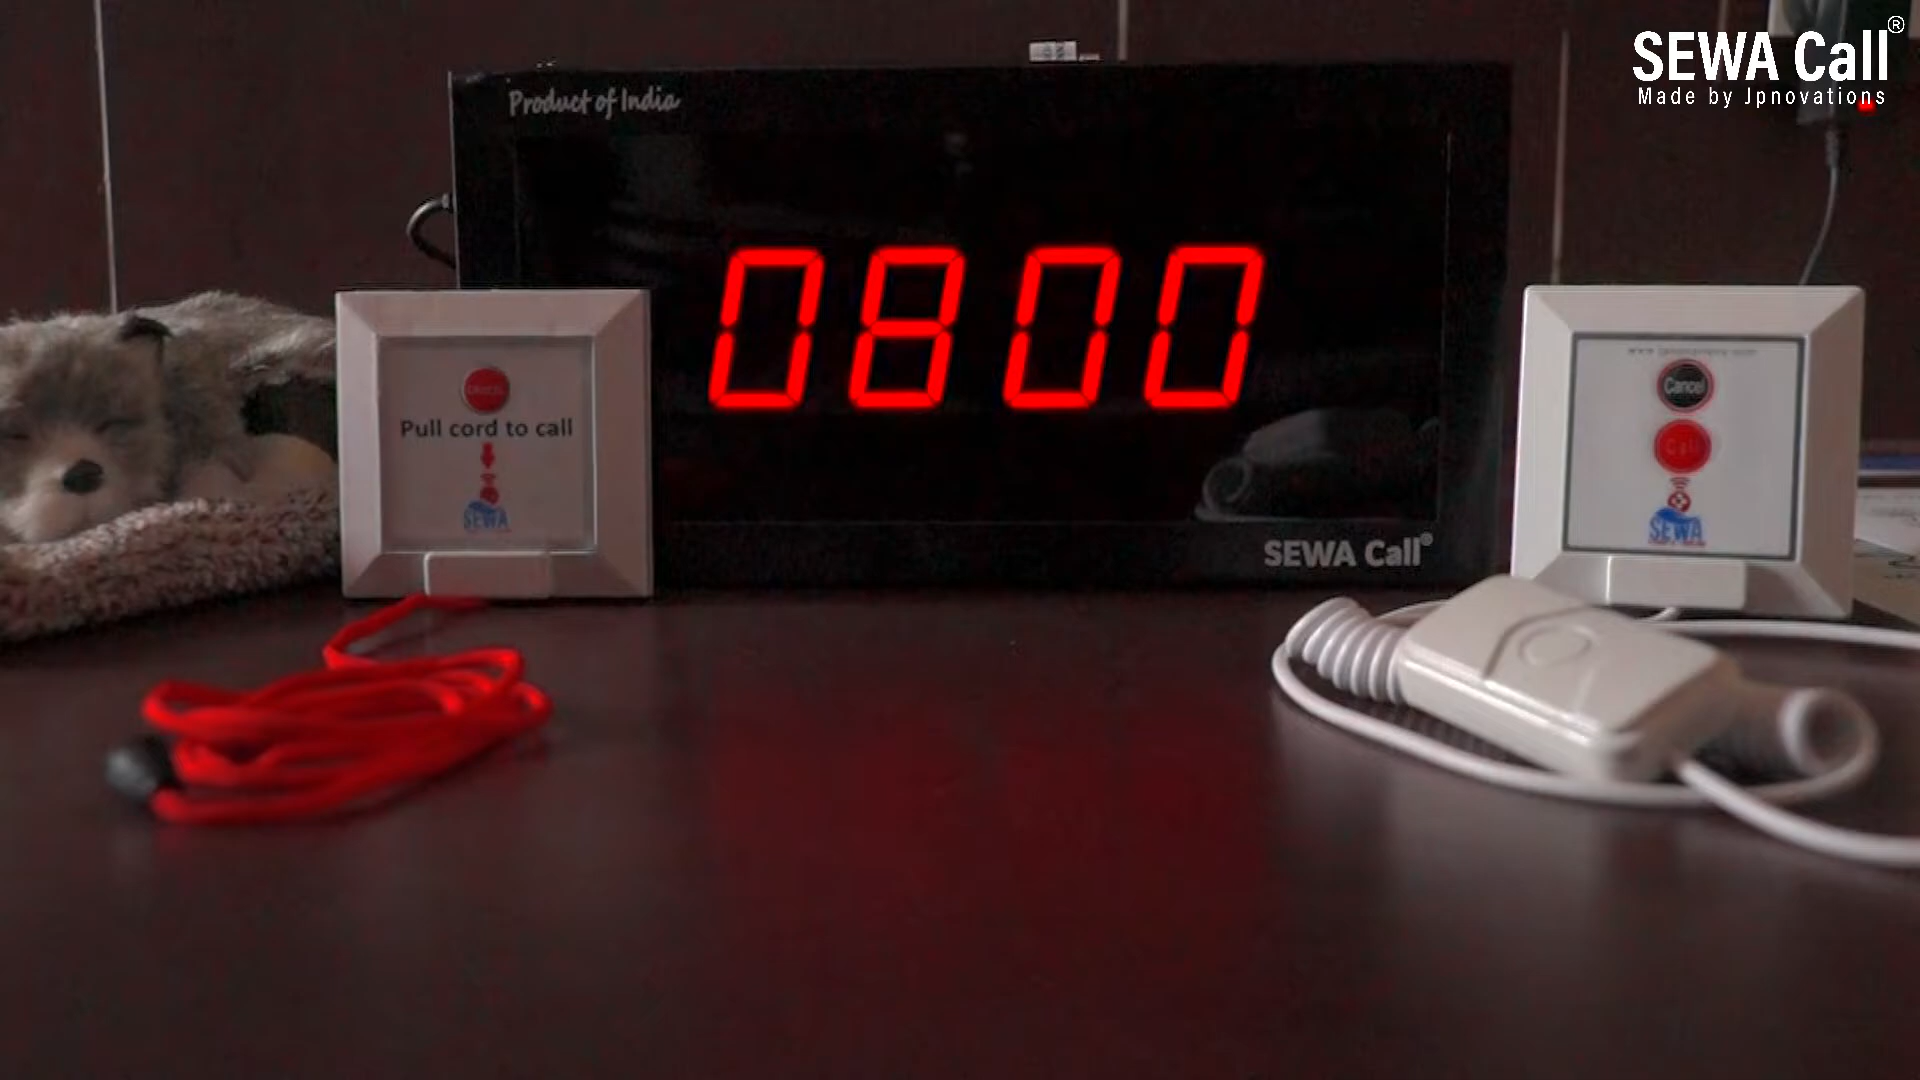 SEWA Call®
Made by Jpnovations
Product of India
0800
SEWA Call®
Pull cord to call
SEWA
Cancel
Call
SEWA